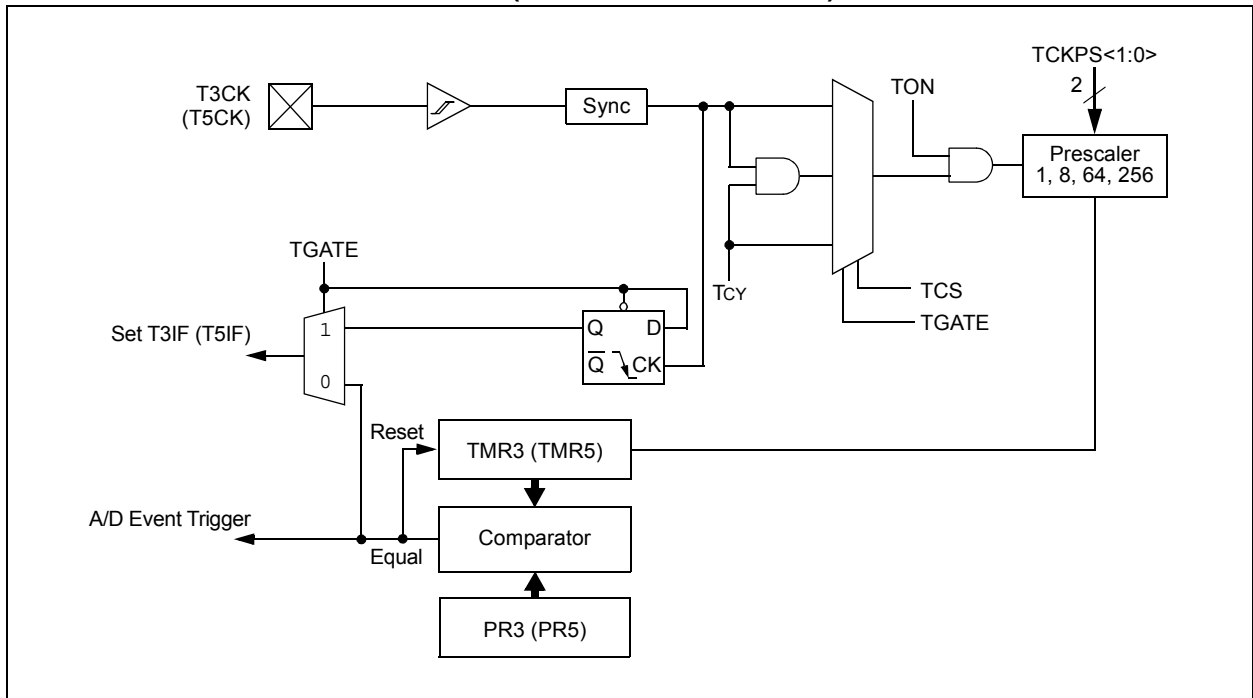 TCKPS<1:0>
2
T3CK
(T5CK)
Sync
TON
Prescaler
1, 8, 64, 256
TGATE
TCY
TCS
TGATE
Set T3IF (T5IF)
1
0
Q D
Q CK
Reset
TMR3 (TMR5)
A/D Event Trigger
Equal
Comparator
PR3 (PR5)